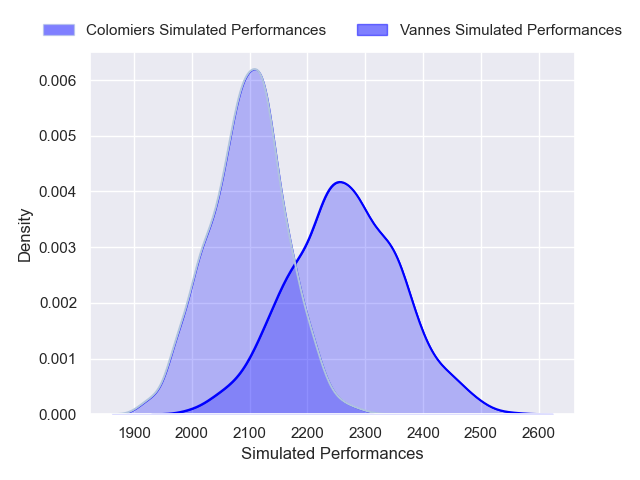 Colomiers Simulated Performances
Vannes Simulated Performances
0.006
0.005
0.004
0.003
0.002
0.001
0.000
Density
1900 2000 2100 2200 2300 2400 2500 2600
Simulated Performances